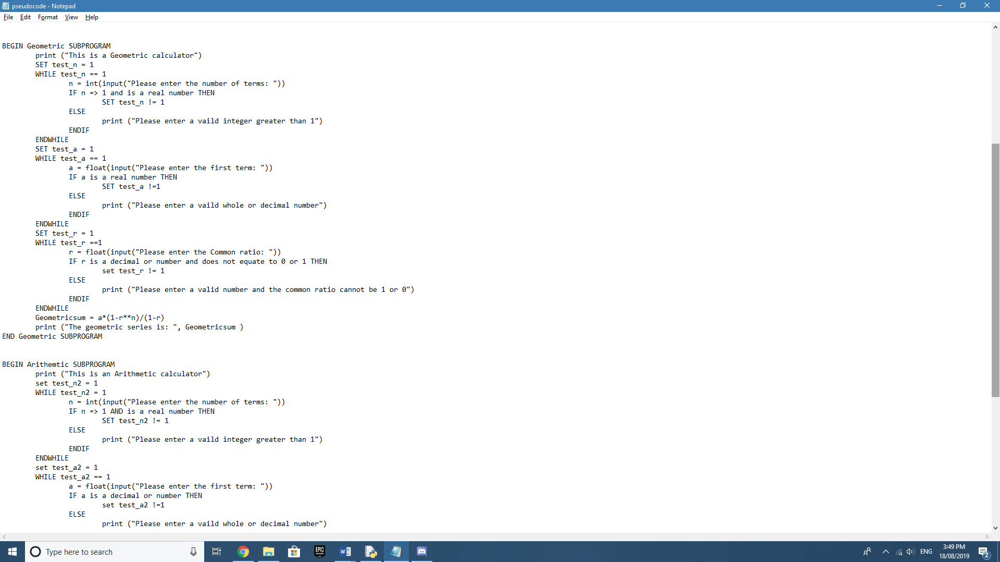 pseudocode - Notepad
File Edit Format View Help
BEGIN Geometric SUBPROGRAM
print ("This is a Geometric calculator")
SET test_n = 1
WHILE test_n == 1
n = int(input("Please enter the number of terms: "))
IF n => 1 and is a real number THEN
SET test_n != 1
ELSE
print ("Please enter a vaild integer greater than 1")
ENDIF
ENDWHILE
SET test_a = 1
WHILE test_a == 1
a = float(input("Please enter the first term: "))
IF a is a real number THEN
SET test_a !=1
ELSE
print ("Please enter a vaild whole or decimal number")
ENDIF
ENDWHILE
SET test_r = 1
WHILE test_r ==1
r = float(input("Please enter the Common ratio: "))
IF r is a decimal or number and does not equate to 0 or 1 THEN
set test_r != 1
ELSE
print ("Please enter a valid number and the common ratio cannot be 1 or 0")
ENDIF
ENDWHILE
Geometricsum = a*(1-r**n)/(1-r)
print ("The geometric series is: ", Geometricsum )
END Geometric SUBPROGRAM
BEGIN Arithemtic SUBPROGRAM
print ("This is an Arithmetic calculator")
set test_n2 = 1
WHILE test_n2 = 1
n = int(input("Please enter the number of terms: "))
IF n => 1 AND is a real number THEN
SET test_n2 != 1
ELSE
print ("Please enter a vaild integer greater than 1")
ENDIF
ENDWHILE
set test_a2 = 1
WHILE test_a2 == 1
a = float(input("Please enter the first term: "))
IF a is a decimal or number THEN
set test_a2 !=1
ELSE
print ("Please enter a vaild whole or decimal number")
Type here to search
EPIC GAMES
W
ENG
3:49 PM
18/08/2019
2